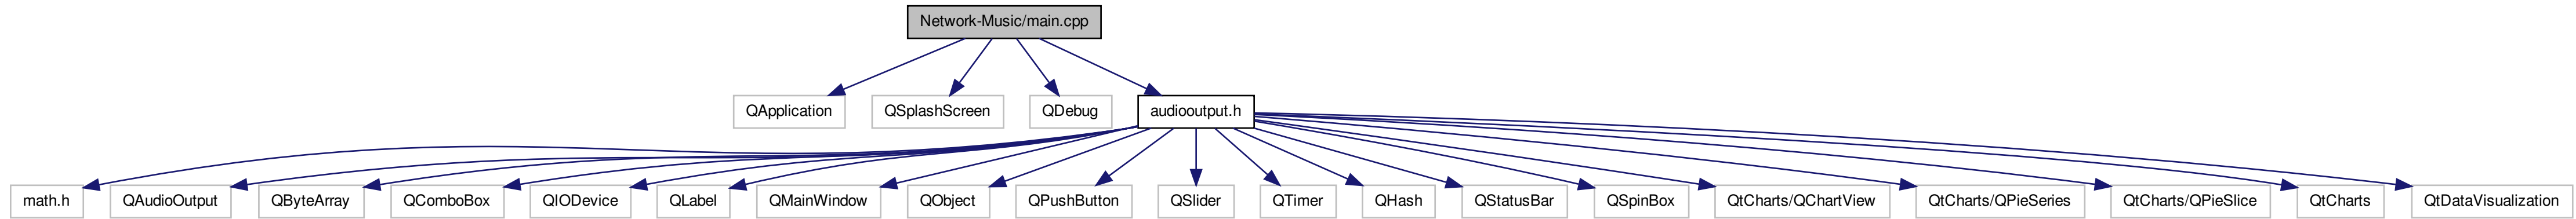 Network-Music/main.cpp
QApplication
QSplashScreen
QDebug
audiooutput.h
math.h
QAudioOutput
QByteArray
QComboBox
QIODevice
QLabel
QMainWindow
QObject
QPushButton
QSlider
QTimer
QHash
QStatusBar
QSpinBox
QtCharts/QChartView
QtCharts/QPieSeries
QtCharts/QPieSlice
QtCharts
QtDataVisualization